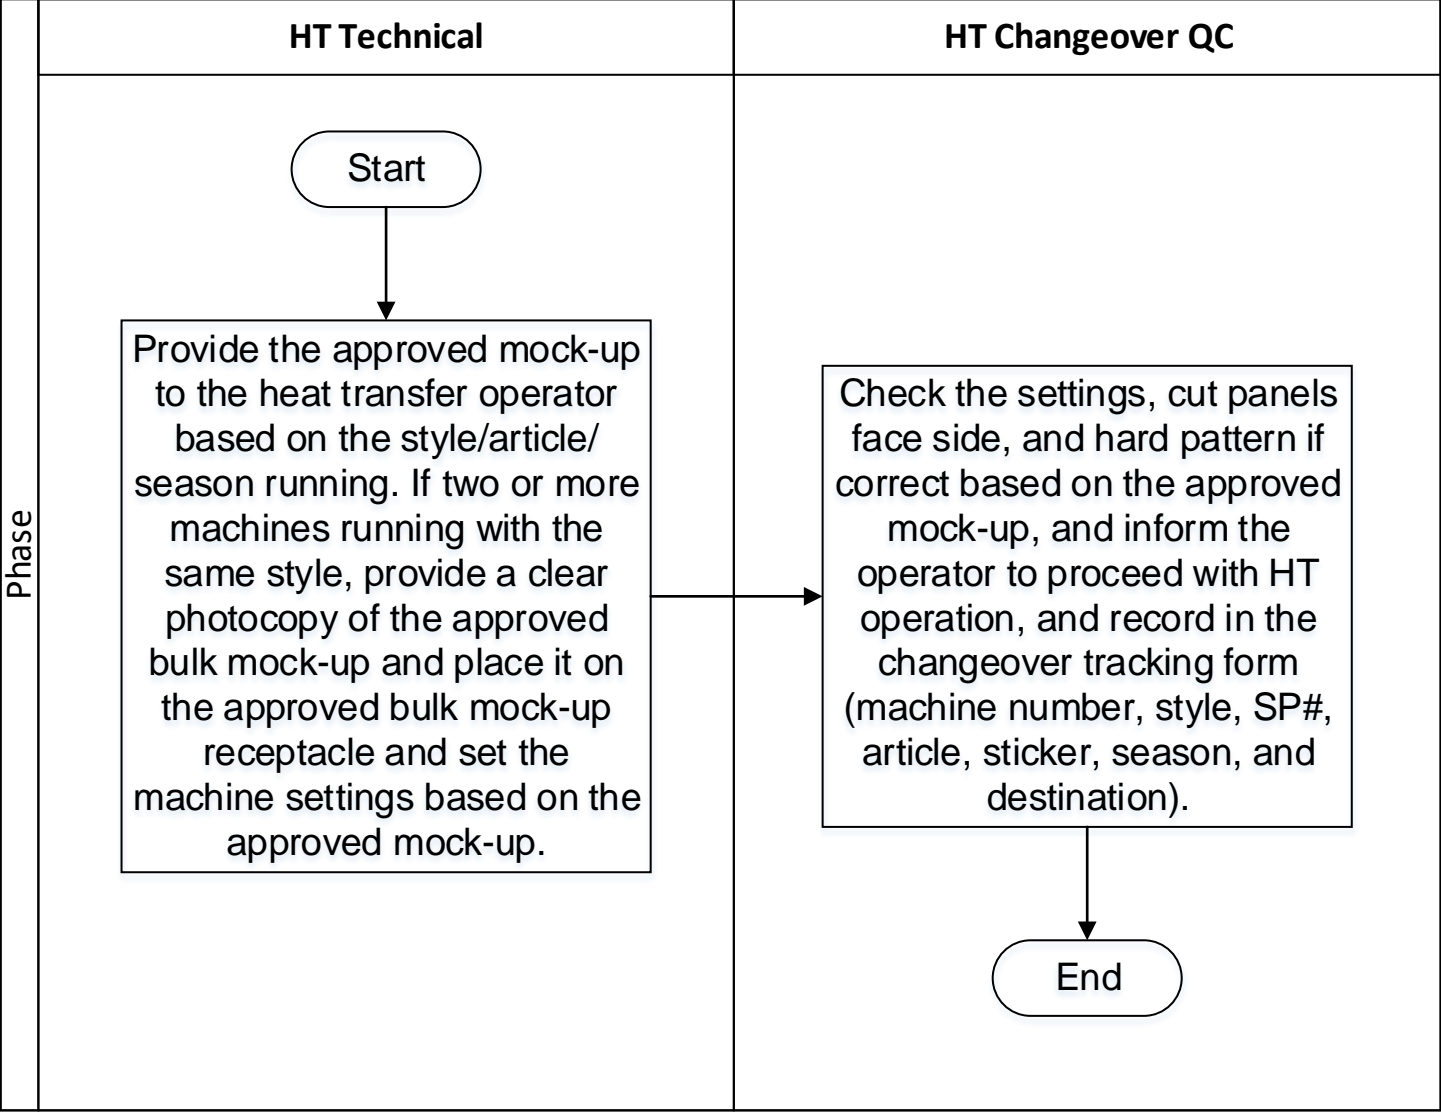 HT Technical
HT Changeover QC
Phase
Start
Provide the approved mock-up
to the heat transfer operator
based on the style/article/
season running. If two or more
machines running with the
same style, provide a clear
photocopy of the approved
bulk mock-up and place it on
the approved bulk mock-up
receptacle and set the
machine settings based on the
approved mock-up.
Check the settings, cut panels
face side, and hard pattern if
correct based on the approved
mock-up, and inform the
operator to proceed with HT
operation, and record in the
changeover tracking form
(machine number, style, SP#,
article, sticker, season, and
destination).
End